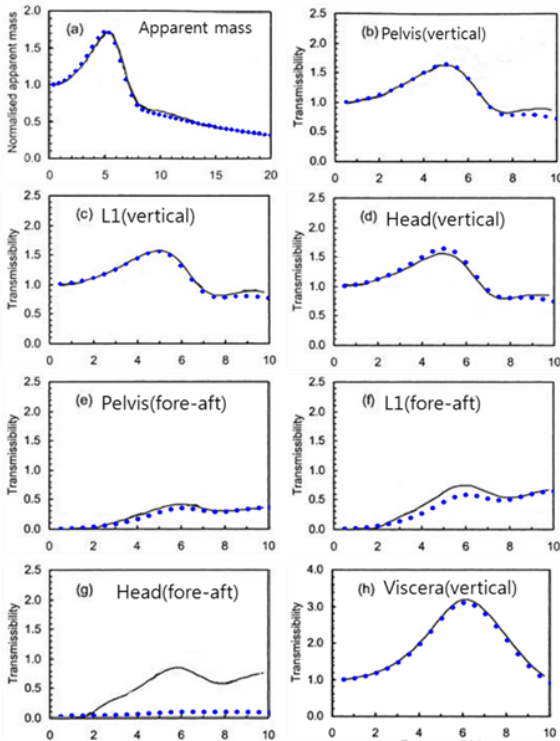 (a) Apparent mass
Normalised apparent mass
2.0
1.5
1.0
0.5
0.0
0 5 10 15 20
(b) Pelvis(vertical)
Transmissibility
2.5
2.0
1.5
1.0
0.5
0.0
0 2 4 6 8 10
(c) L1(vertical)
Transmissibility
2.5
2.0
1.5
1.0
0.5
0.0
0 2 4 6 8 10
(d) Head(vertical)
Transmissibility
2.5
2.0
1.5
1.0
0.5
0.0
0 2 4 6 8 10
(e) Pelvis(fore-aft)
Transmissibility
2.5
2.0
1.5
1.0
0.5
0.0
0 2 4 6 8 10
(f) L1(fore-aft)
Transmissibility
2.5
2.0
1.5
1.0
0.5
0.0
0 2 4 6 8 10
(g) Head(fore-aft)
Transmissibility
2.5
2.0
1.5
1.0
0.5
0
0 2 4 6 8 10
(h) Viscera(vertical)
Transmissibility
4.0
3.0
2.0
1.0
0.0
0 2 4 6 8 10